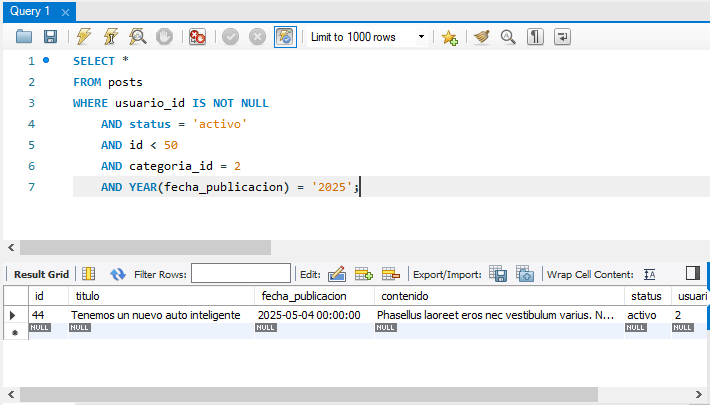 Query 1
Limit to 1000 rows
1 SELECT *
2 FROM posts
3 WHERE usuario_id IS NOT NULL
4 AND status = 'activo'
5 AND id < 50
6 AND categoria_id = 2
7 AND YEAR(fecha_publicacion) = '2025';
Result Grid Filter Rows: Edit: Export/Import: Wrap Cell Content: IA
id titulo fecha_publicacion contenido status usuari
44 Tenemos un nuevo auto inteligente 2025-05-04 00:00:00 Phasellus laoreet eros nec vestibulum varius. N... activo 2
NULL NULL NULL NULL NULL NULL